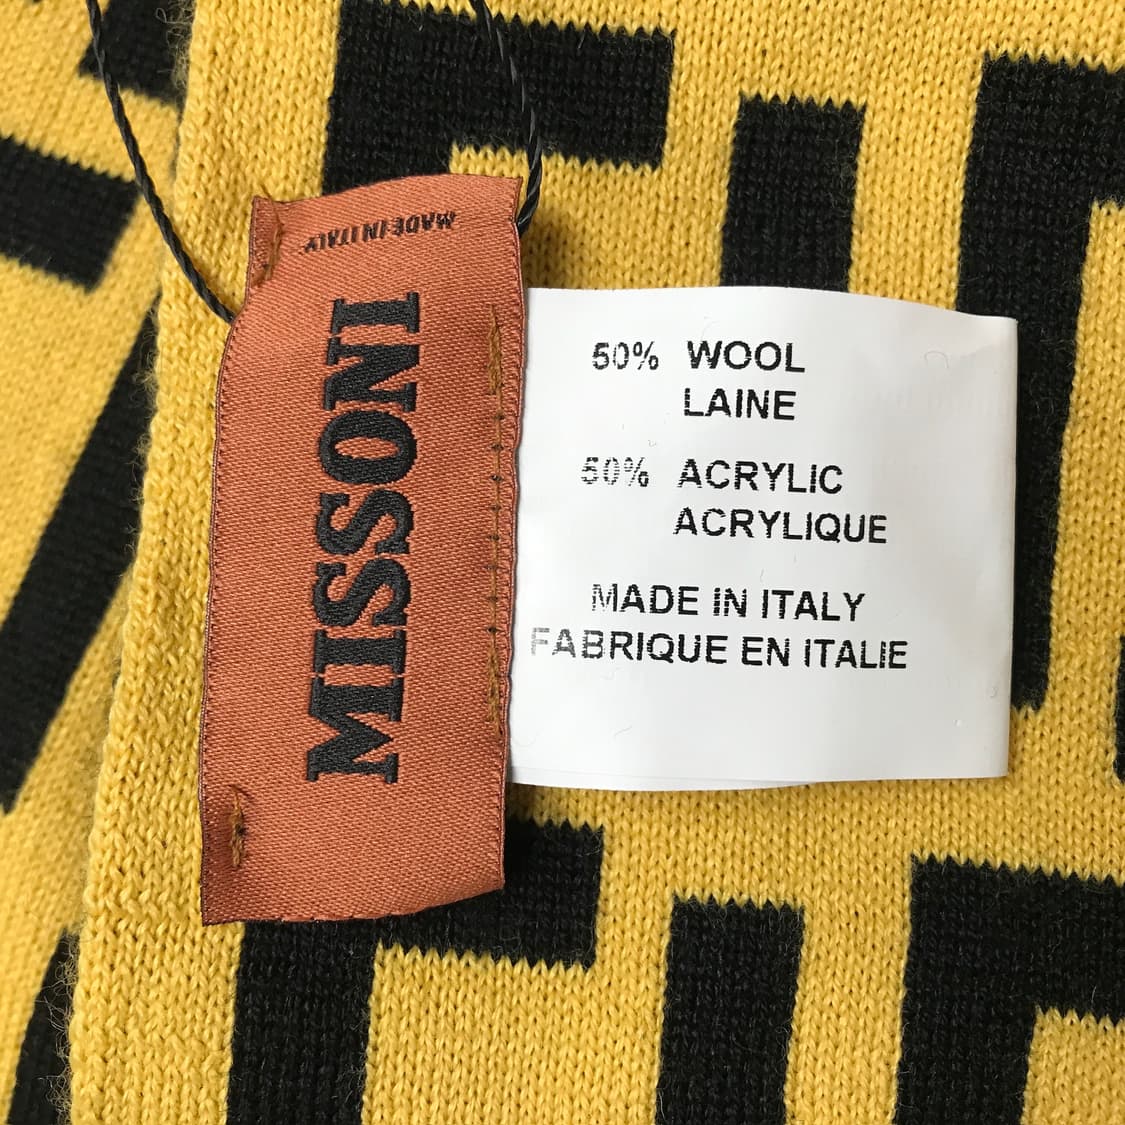 MADE IN ITALY
MISSONI
50% WOOL
LAINE
50% ACRYLIC
ACRYLIQUE
MADE IN ITALY
FABRIQUE EN ITALIE